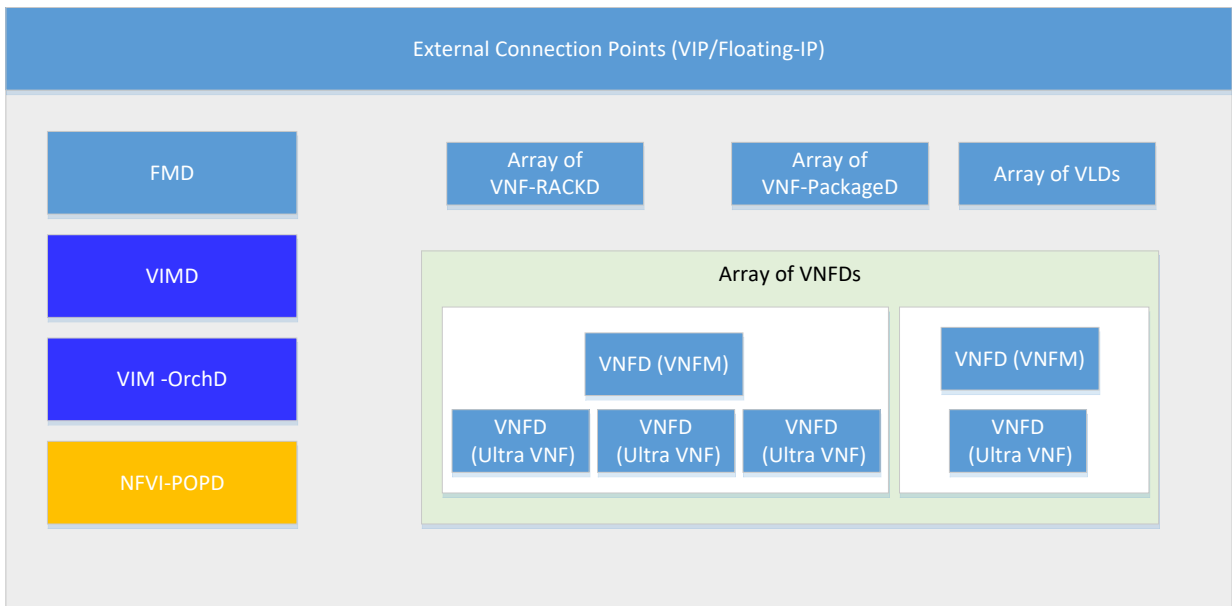 External Connection Points (VIP/Floating-IP)
FMD
VIMD
VIM -OrchD
NFVI-POPD
Array of
VNF-RACKD
Array of
VNF-PackageD
Array of VLDs
Array of VNFDs
VNFD (VNFM)
VNFD
(Ultra VNF)
VNFD
(Ultra VNF)
VNFD
(Ultra VNF)
VNFD (VNFM)
VNFD
(Ultra VNF)